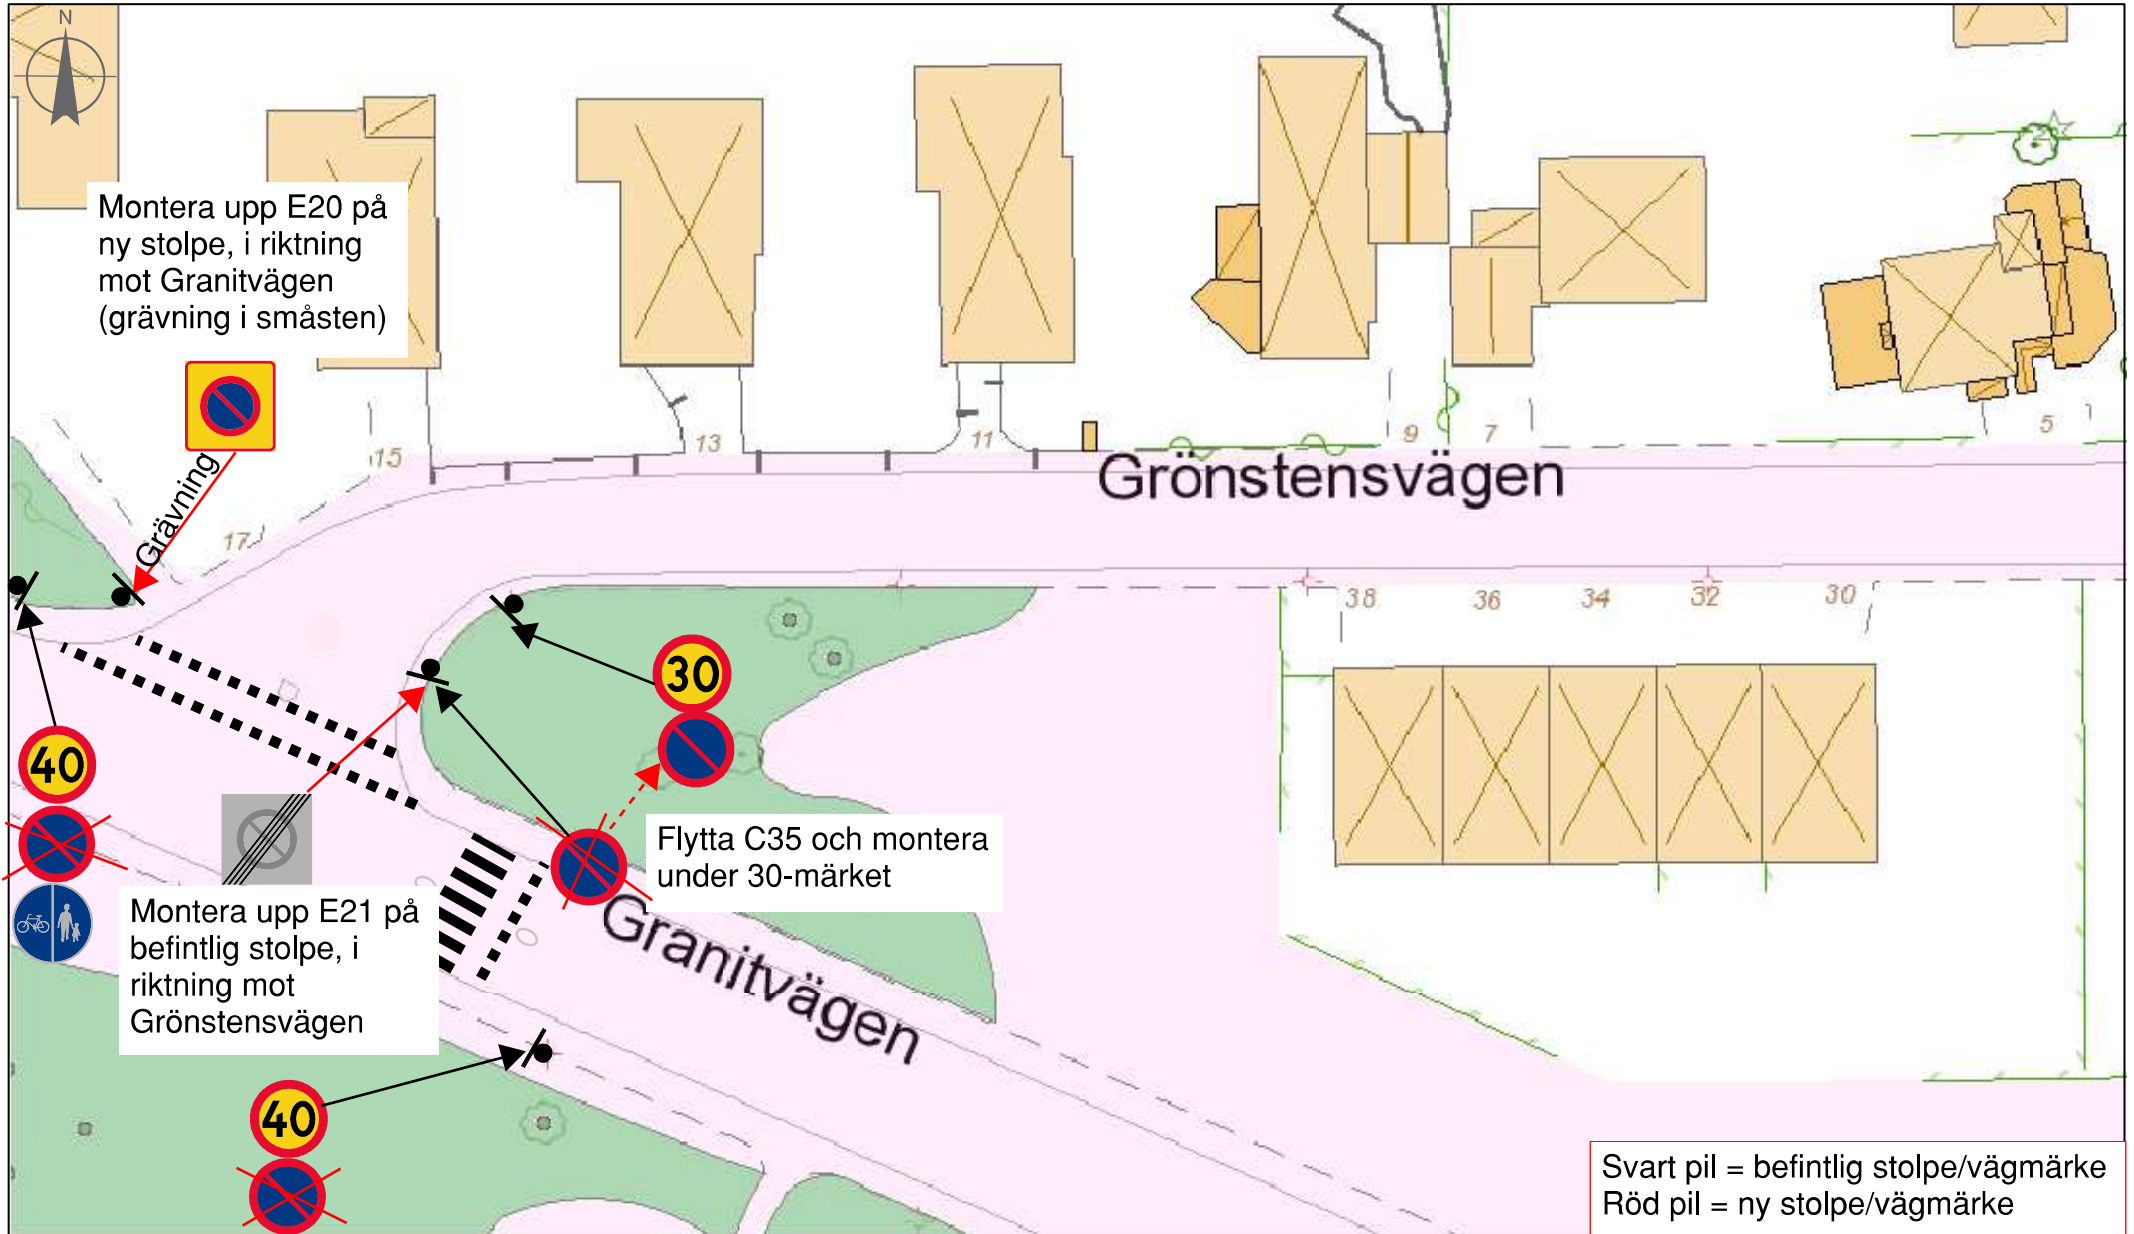 N
Montera upp E20 på
ny stolpe, i riktning
mot Granitvägen
(grävning i småsten)
Grävning
15
13
11
9
7
5
Grönstensvägen
17
38
36
34
32
30
30
40
Flytta C35 och montera
under 30-märket
Montera upp E21 på
befintlig stolpe, i
riktning mot
Grönstensvägen
Granitvägen
40
Svart pil = befintlig stolpe/vägmärke
Röd pil = ny stolpe/vägmärke